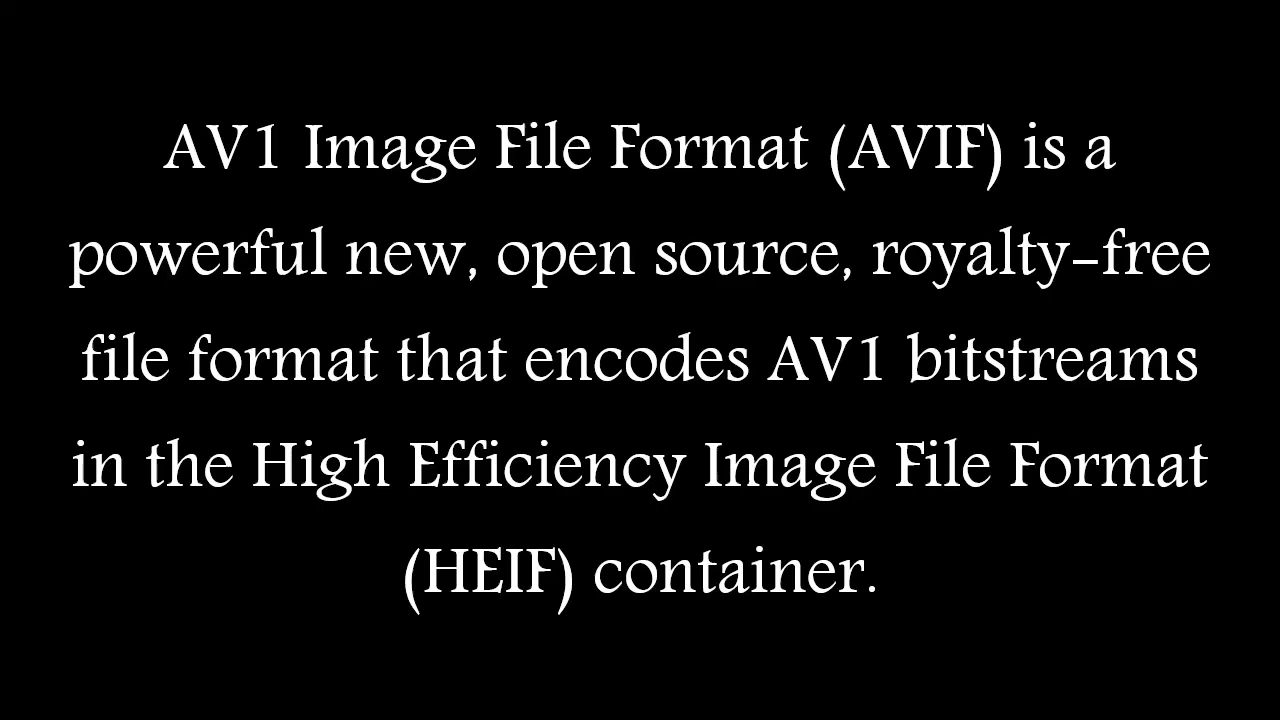 AV1 Image File Format (AVIF) is a
powerful new, open source, royalty-free
file format that encodes AV1 bitstreams
in the High Efficiency Image File Format
(HEIF) container.